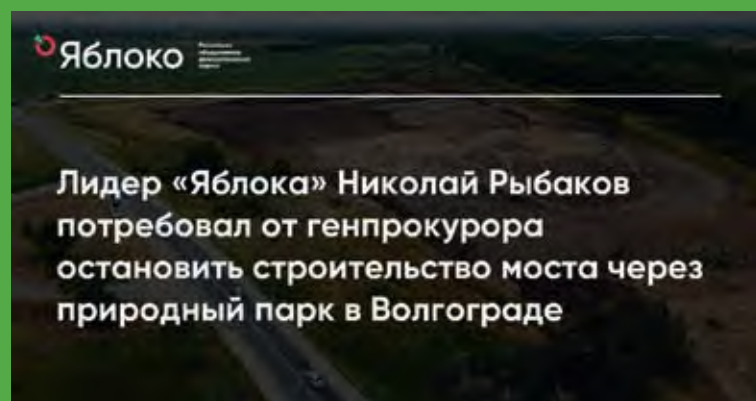 Яблоко
Лидер «Яблока» Николай Рыбаков
потребовал от генпрокурора
остановить строительство моста через
природный парк в Волгограде